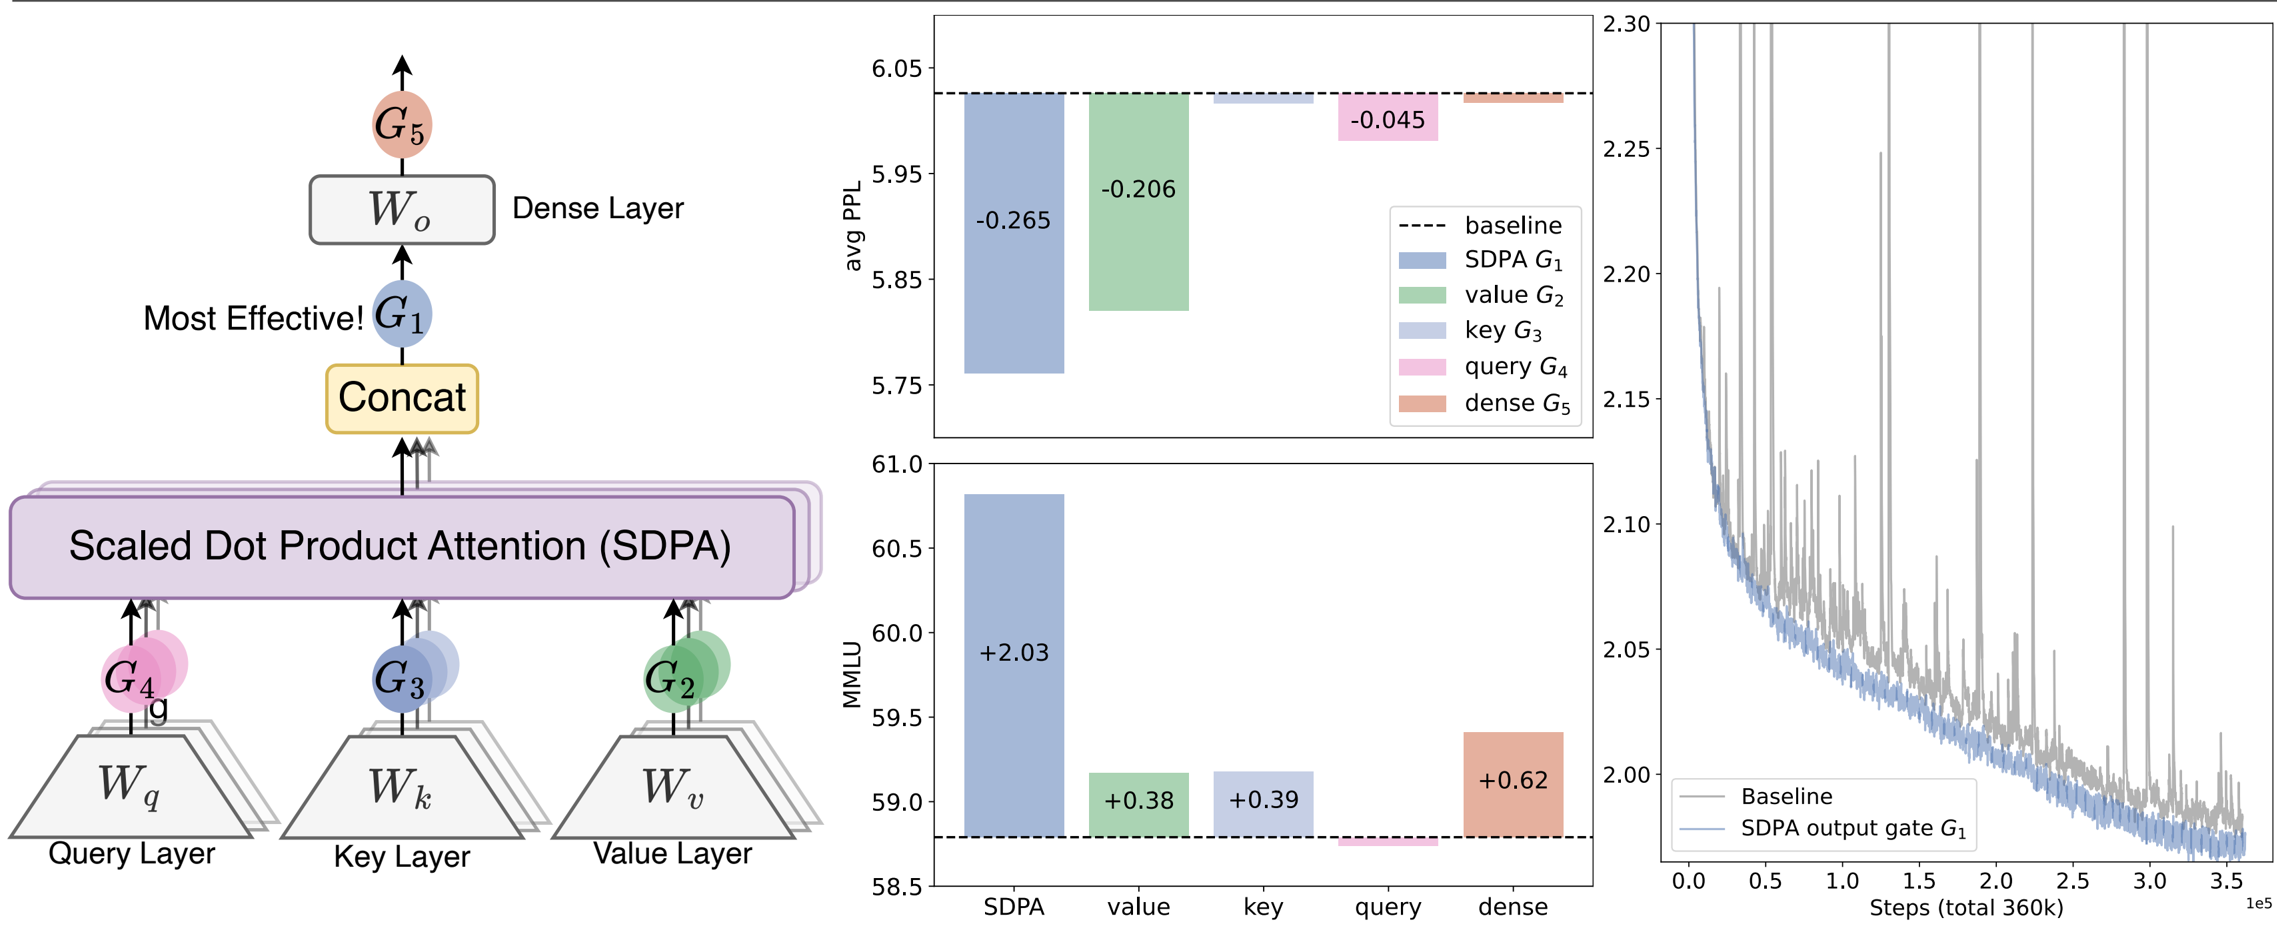 G5
Wo
Dense Layer
Most Effective!
G1
Concat
Scaled Dot Product Attention (SDPA)
G4
g
G3
G2
Wq
Wk
Wv
Query Layer
Key Layer
Value Layer
avg PPL
6.05
5.95
5.85
5.75
-0.265
-0.206
-0.045
baseline
SDPA G1
value G2
key G3
query G4
dense G5
MMLU
61.0
60.5
60.0
59.5
59.0
58.5
+2.03
+0.38
+0.39
+0.62
SDPA
value
key
query
dense
2.30
2.25
2.20
2.15
2.10
2.05
2.00
Baseline
SDPA output gate G1
0.0
0.5
1.0
1.5
2.0
2.5
3.0
3.5
1e5
Steps (total 360k)